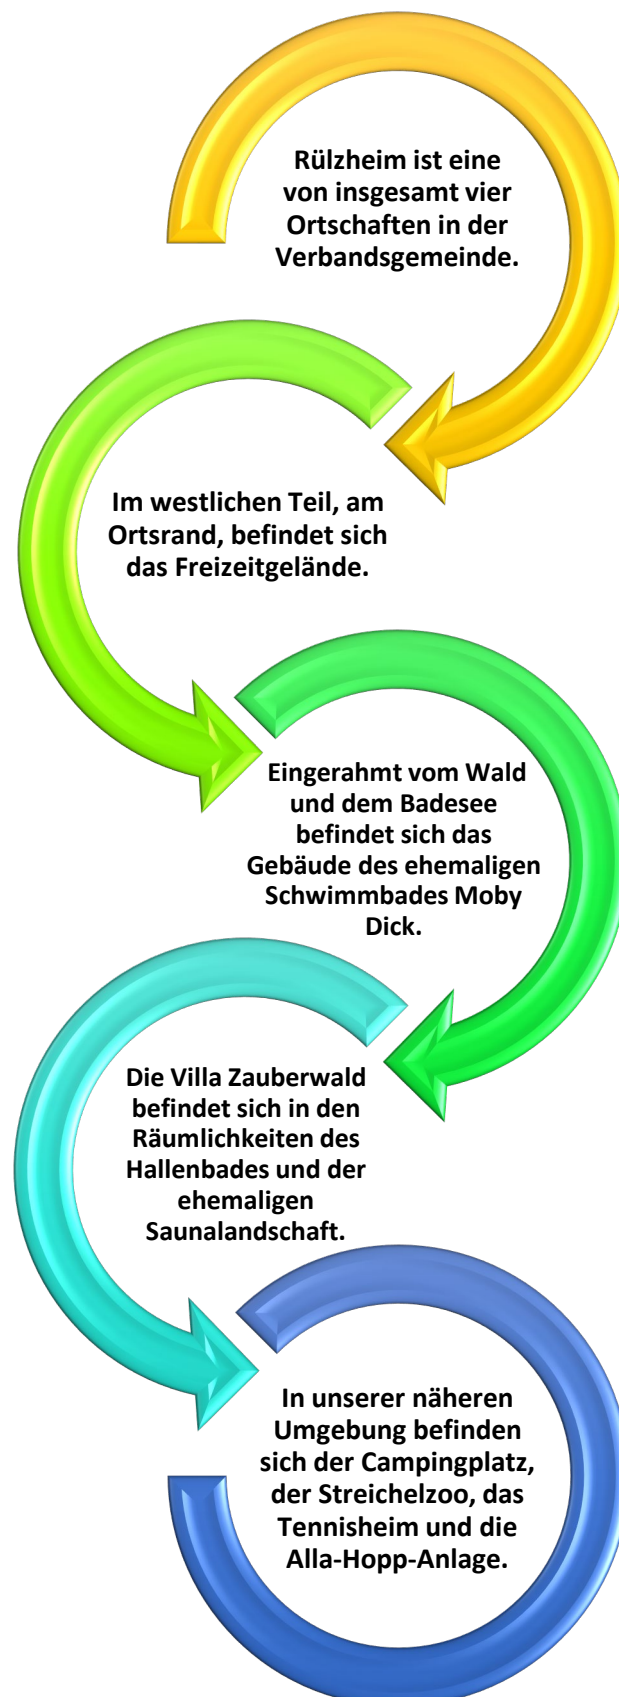 Rülzheim ist eine
von insgesamt vier
Ortschaften in der
Verbandsgemeinde.
Im westlichen Teil, am
Ortsrand, befindet sich
das Freizeitgelände.
Eingerahmt vom Wald
und dem Badesee
befindet sich das
Gebäude des ehemaligen
Schwimmbades Moby
Dick.
Die Villa Zauberwald
befindet sich in den
Räumlichkeiten des
Hallenbades und der
ehemaligen
Saunalandschaft.
In unserer näheren
Umgebung befinden
sich der Campingplatz,
der Streichelzoo, das
Tennisheim und die
Alla-Hopp-Anlage.